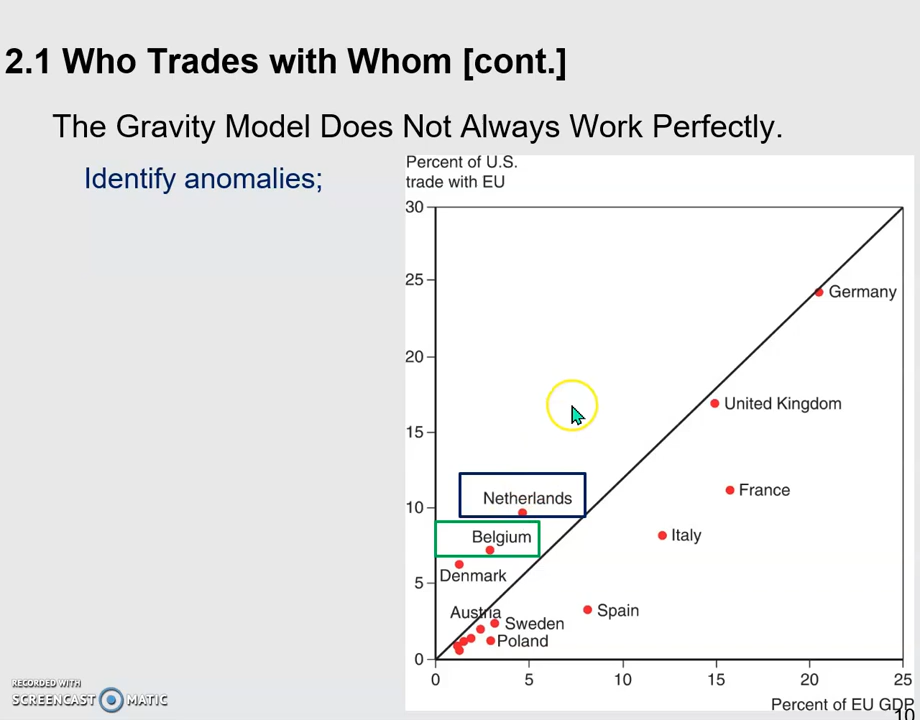 2.1 Who Trades with Whom [cont.]
The Gravity Model Does Not Always Work Perfectly.
Identify anomalies;
Percent of U.S.
trade with EU
30
25
20
15
10
5
0
Germany
United Kingdom
France
Netherlands
Italy
Belgium
Denmark
Austria
Spain
Sweden
Poland
0 5 10 15 20 25
Percent of EU GDP
10
RECORDED WITH
SCREENCAST MATIC